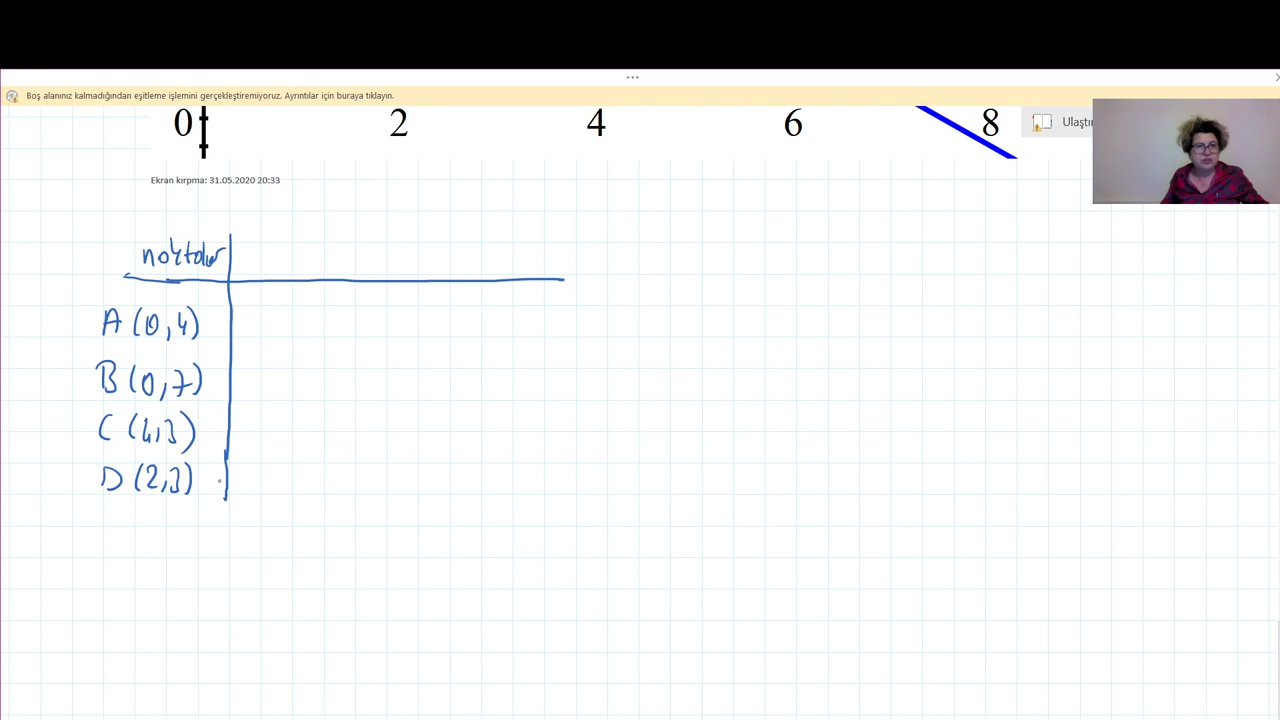 Boş alanınız kalmadığından eşitleme işlemini gerçekleştiremiyoruz. Ayrıntılar için buraya tıklayın.
0 2 4 6 8
Ulaştır
Ekran kırpma: 31.05.2020 20:33
noktalar
A (0,4)
B (0,7)
C (4,3)
D (2,3)